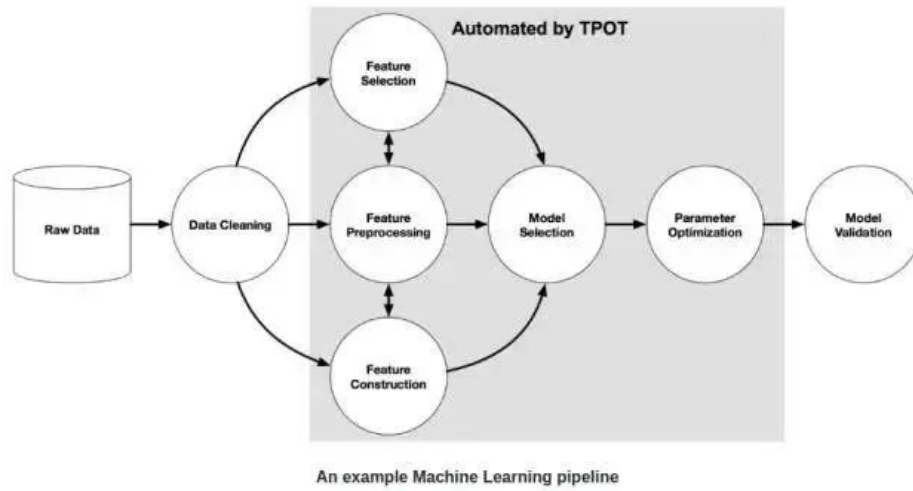 Automated by TPOT
Feature
Selection
Raw Data
Data Cleaning
Feature
Preprocessing
Model
Selection
Parameter
Optimization
Model
Validation
Feature
Construction
An example Machine Learning pipeline